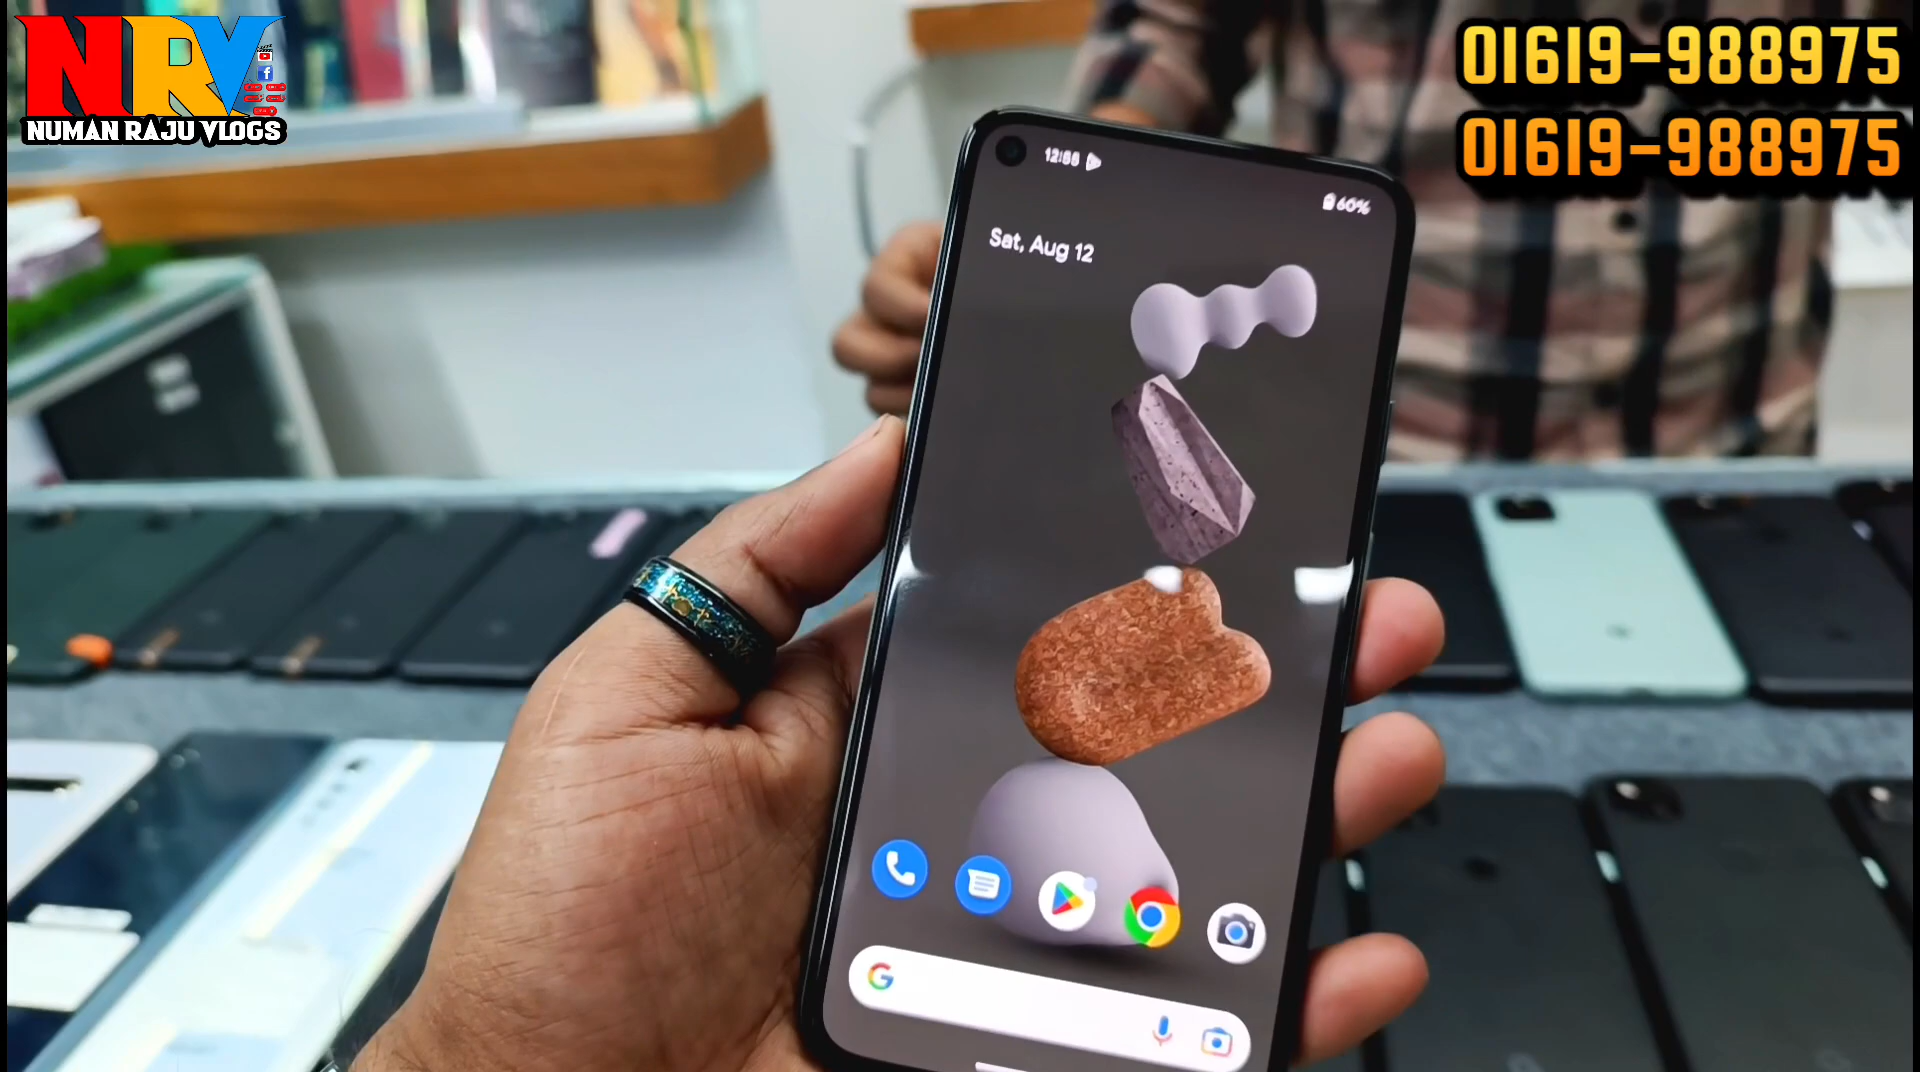 NRV
NUMAN RAJU VLOGS
01619-988975
01619-988975
60%
Sat, Aug 12
G